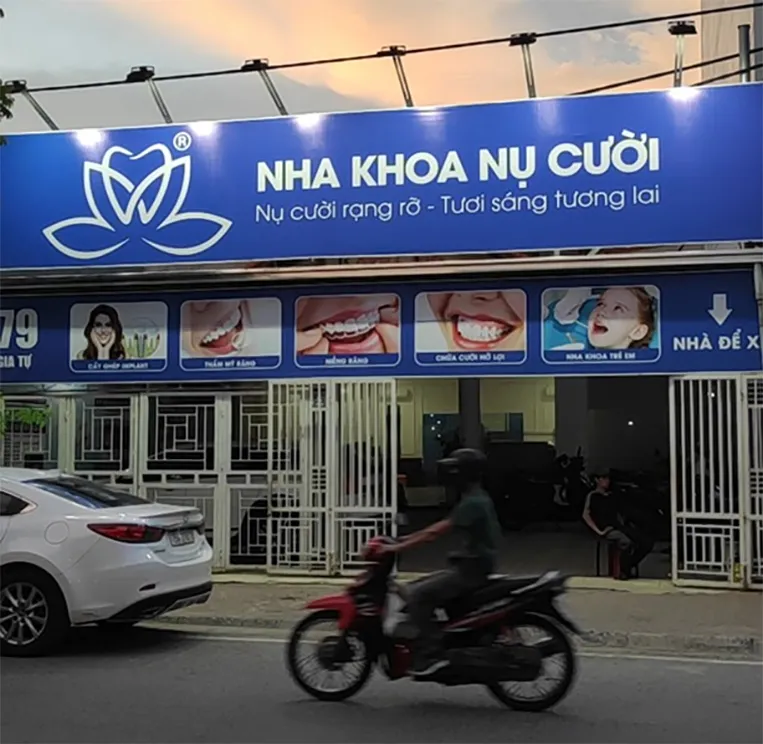 ®
NHA KHOA NỤ CƯỜI
Nụ cười rạng rỡ - Tươi sáng tương lai
79
GIA TỰ
CẤY GHÉP IMPLANT
THẨM MỸ RĂNG
NIỀNG RĂNG
CHỮA CƯỜI HỞ LỢI
NHA KHOA TRẺ EM
NHÀ ĐỂ X